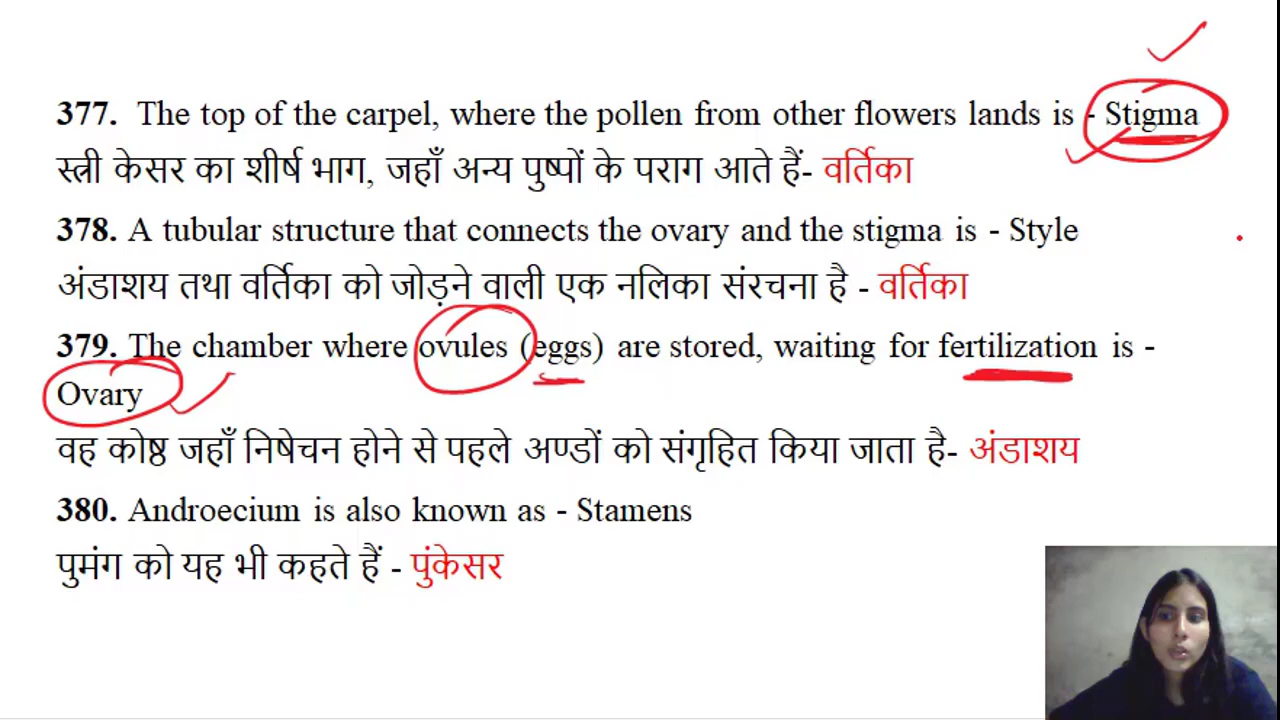 377. The top of the carpel, where the pollen from other flowers lands is - Stigma
स्त्री केसर का शीर्ष भाग, जहाँ अन्य पुष्पों के पराग आते हैं- वर्तिका
378. A tubular structure that connects the ovary and the stigma is - Style
अंडाशय तथा वर्तिका को जोड़ने वाली एक नलिका संरचना है - वर्तिका
379. The chamber where ovules (eggs) are stored, waiting for fertilization is -
Ovary
वह कोष्ठ जहाँ निषेचन होने से पहले अण्डों को संगृहित किया जाता है- अंडाशय
380. Androecium is also known as - Stamens
पुमंग को यह भी कहते हैं - पुंकेसर